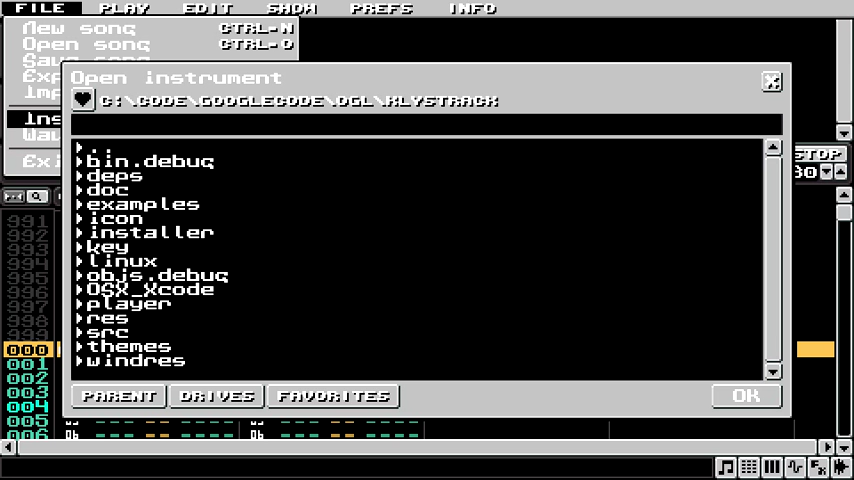 FILE PLAY EDIT SHOW PREFS INFO
New song CTRL-N
Open song CTRL-O
Open instrument
C:\CODE\GOOGLECODE\OGL\KLYSTRACK
..
bin.debug
deps
doc
examples
icon
installer
key
linux
objs.debug
OSX_Xcode
player
res
src
themes
windres
PARENT DRIVES FAVORITES OK
STOP
991
992
993
994
995
996
997
998
999
000
001
002
003
004
005
006